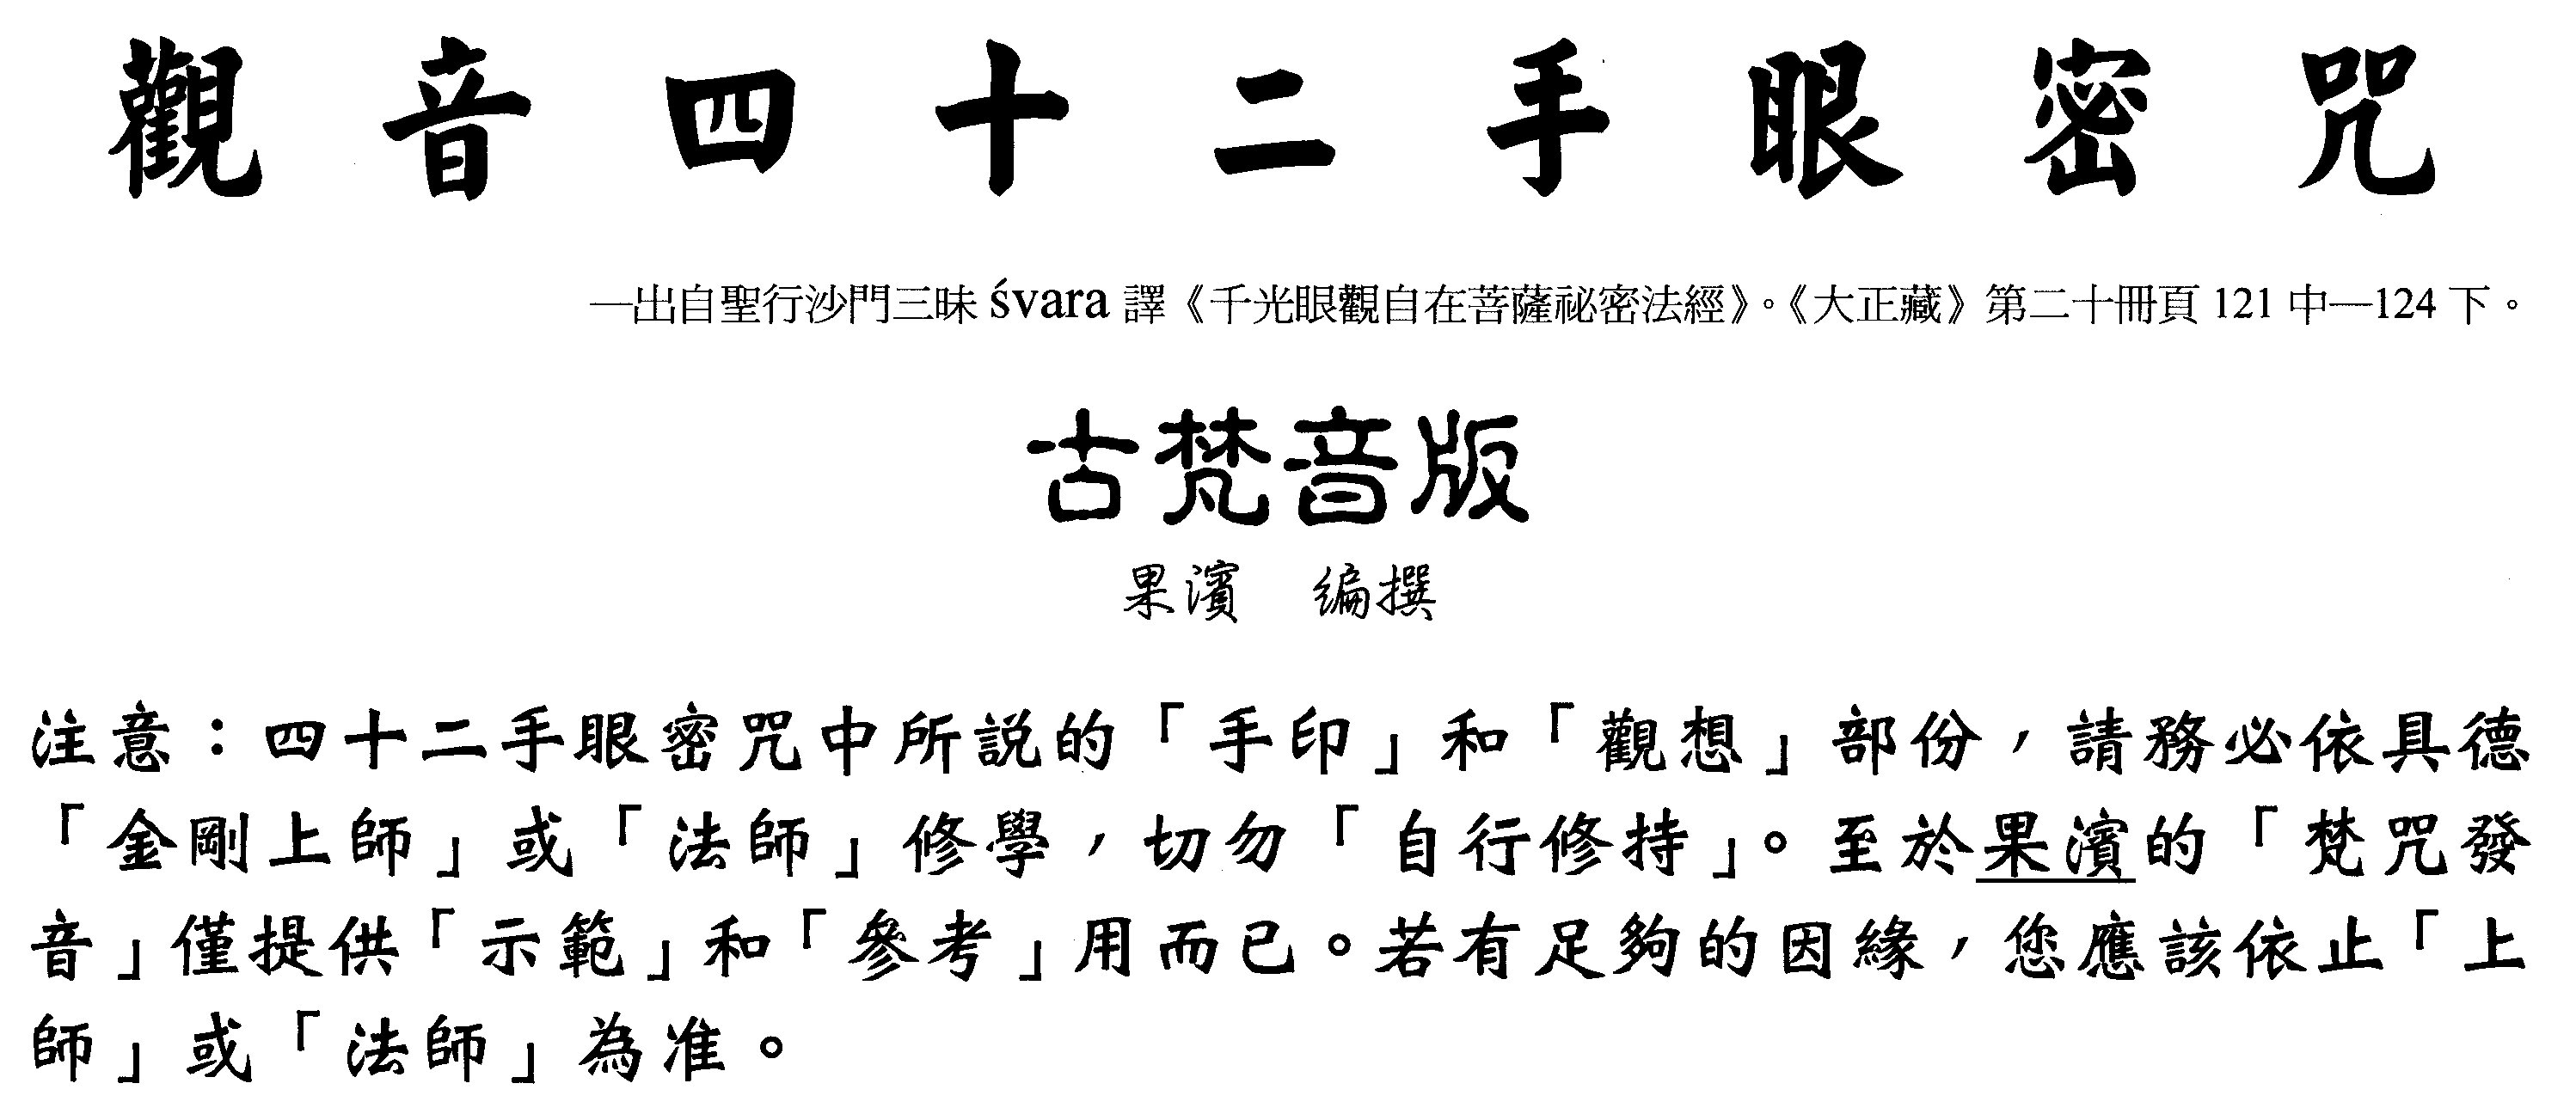 觀音四十二手眼密咒
—出自聖行沙門三昧 śvara 譯《千光眼觀自在菩薩祕密法經》。《大正藏》第二十冊頁 121 中—124 下。
古梵音版
果濱 編撰
注意：四十二手眼密咒中所說的「手印」和「觀想」部份，請務必依具德
「金剛上師」或「法師」修學，切勿「自行修持」。至於果濱的「梵咒發
音」僅提供「示範」和「參考」用而已。若有足夠的因緣，您應該依止「上
師」或「法師」為准。